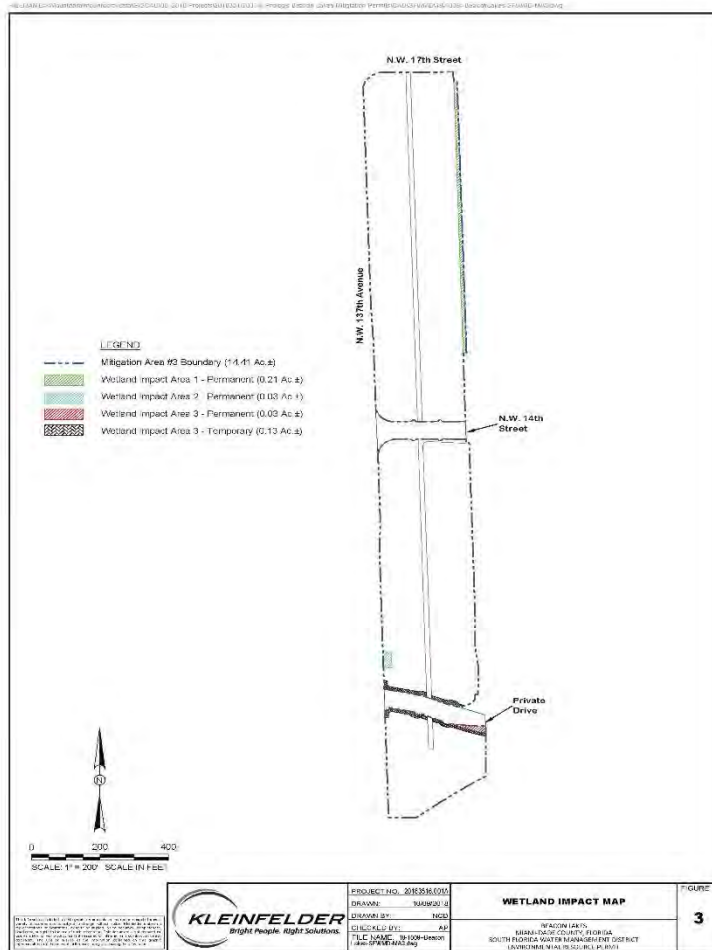 N.W. 17th Street
N.W. 137th Avenue
LEGEND
Mitigation Area #3 Boundary (14.41 Ac.±)
Wetland Impact Area 1 - Permanent (0.21 Ac.±)
Wetland Impact Area 2 - Permanent (0.03 Ac.±)
Wetland Impact Area 3 - Permanent (0.03 Ac.±)
Wetland Impact Area 3 - Temporary (0.13 Ac.±)
N.W. 14th
Street
Private
Drive
N
0 200 400
SCALE: 1" = 200' SCALE IN FEET
KLEINFELDER
Bright People. Right Solutions.
PROJECT NO.
DRAWN:
DRAWN BY: NCD
CHECKED BY: AP
FILE NAME:
WETLAND IMPACT MAP
BEACON LAKES
MIAMI-DADE COUNTY, FLORIDA
SOUTH FLORIDA WATER MANAGEMENT DISTRICT
ENVIRONMENTAL RESOURCE PERMIT
FIGURE
3